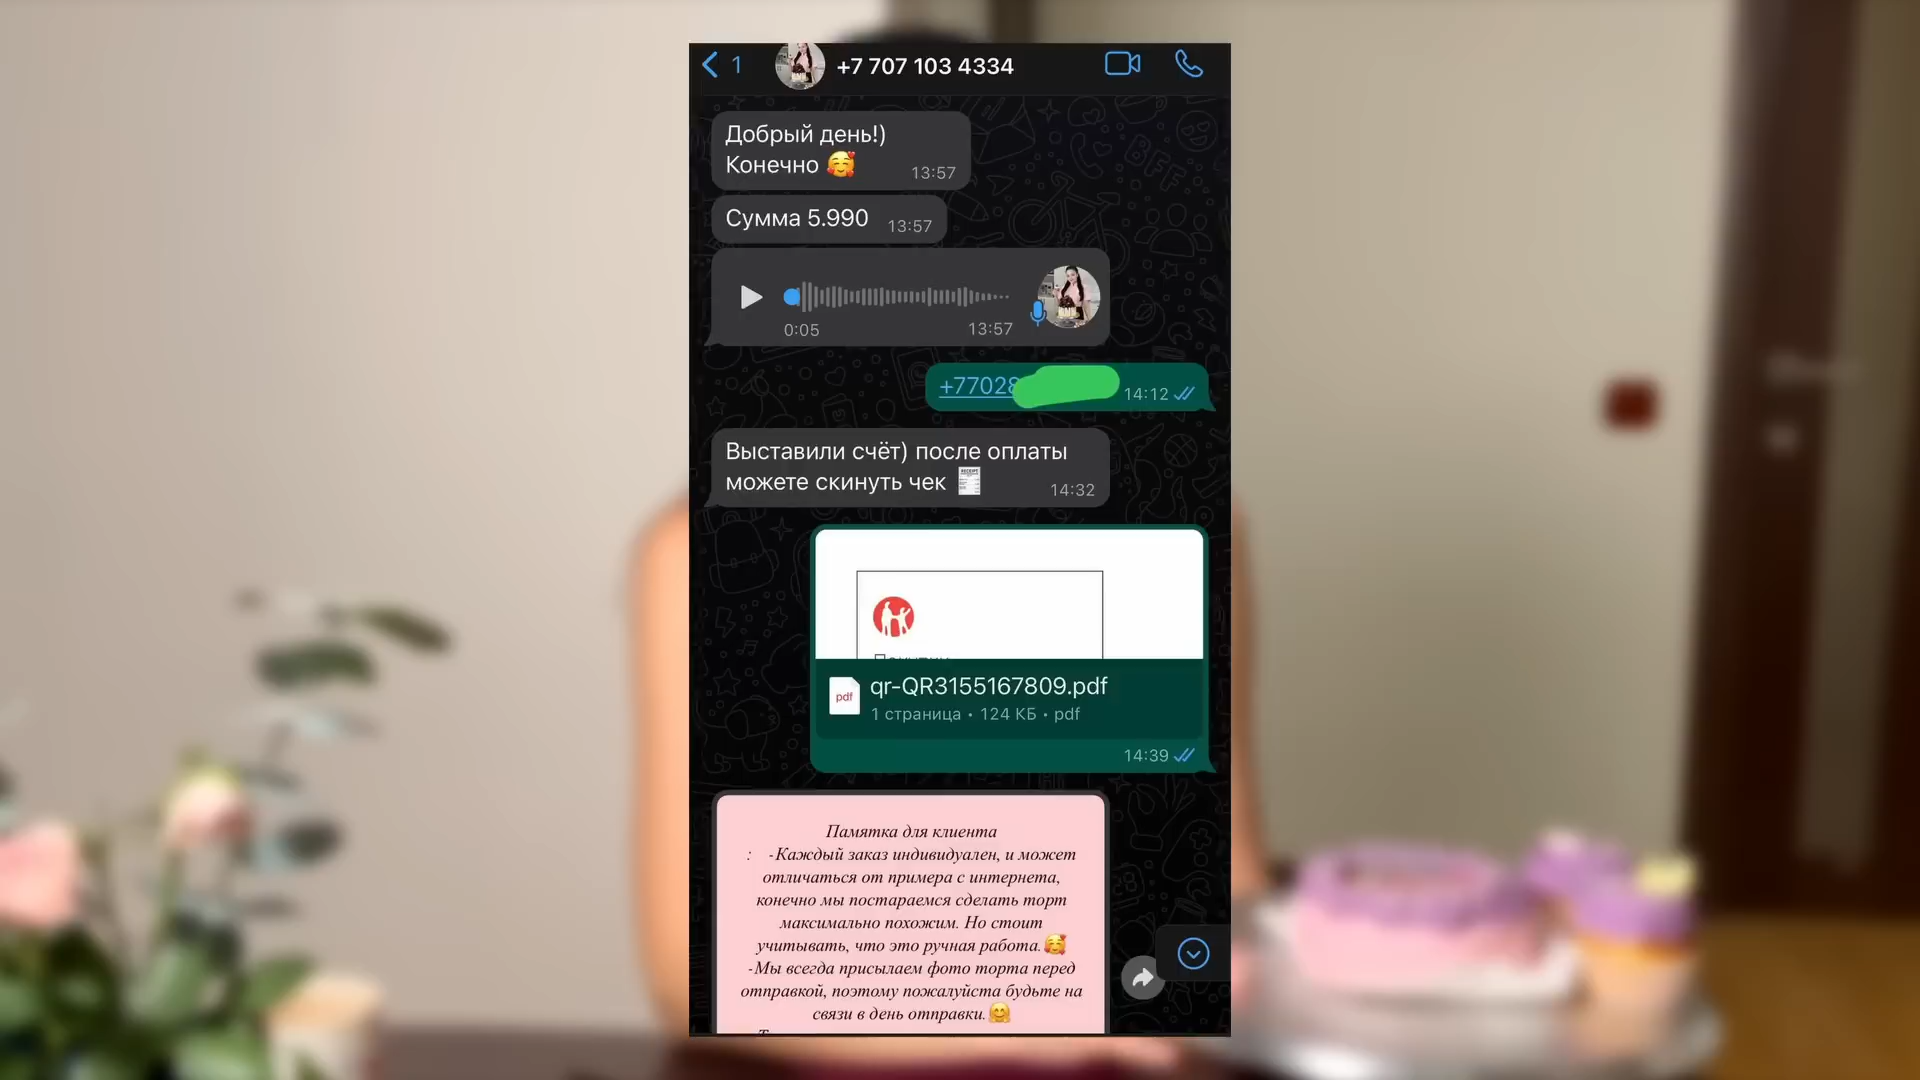 1
+7 707 103 4334
Добрый день!)
Конечно 🥰 13:57
Сумма 5.990 13:57
0:05 13:57
+77028 14:12
Выставили счёт) после оплаты
можете скинуть чек 🧾 14:32
pdf qr-QR3155167809.pdf
1 страница • 124 КБ • pdf
14:39
Памятка для клиента
: -Каждый заказ индивидуален, и может
отличаться от примера с интернета,
конечно мы постараемся сделать торт
максимально похожим. Но стоит
учитывать, что это ручная работа.🥰
-Мы всегда присылаем фото торта перед
отправкой, поэтому пожалуйста будьте на
связи в день отправки.🤗